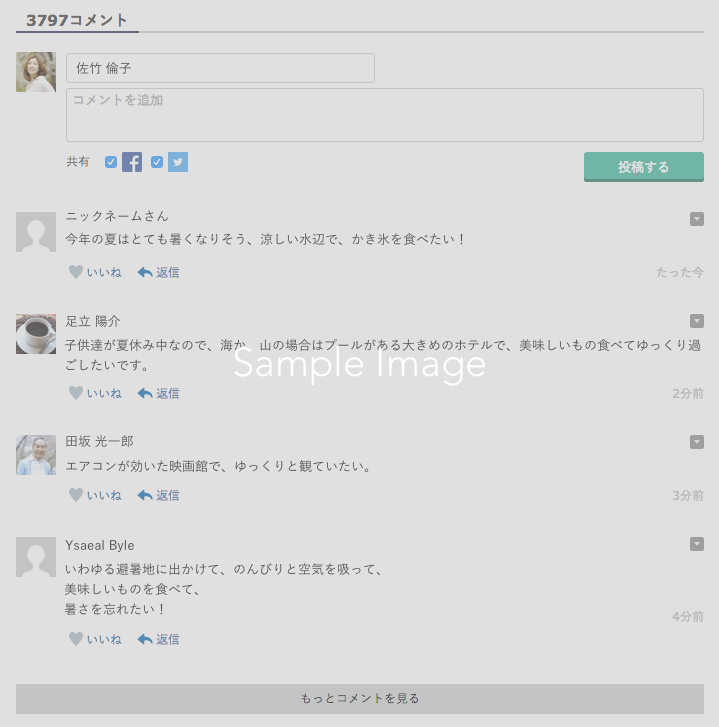 3797コメント
佐竹 倫子
コメントを追加
共有
投稿する
ニックネームさん
今年の夏はとても暑くなりそう、涼しい水辺で、かき氷を食べたい！
いいね 返信 たった今
足立 陽介
子供達が夏休み中なので、海か、山の場合はプールがある大きめのホテルで、美味しいもの食べてゆっくり過
ごしたいです。
Sample Image
いいね 返信 2分前
田坂 光一郎
エアコンが効いた映画館で、ゆっくりと観ていたい。
いいね 返信 3分前
Ysaeal Byle
いわゆる避暑地に出かけて、のんびりと空気を吸って、
美味しいものを食べて、
暑さを忘れたい！
4分前
いいね 返信
もっとコメントを見る